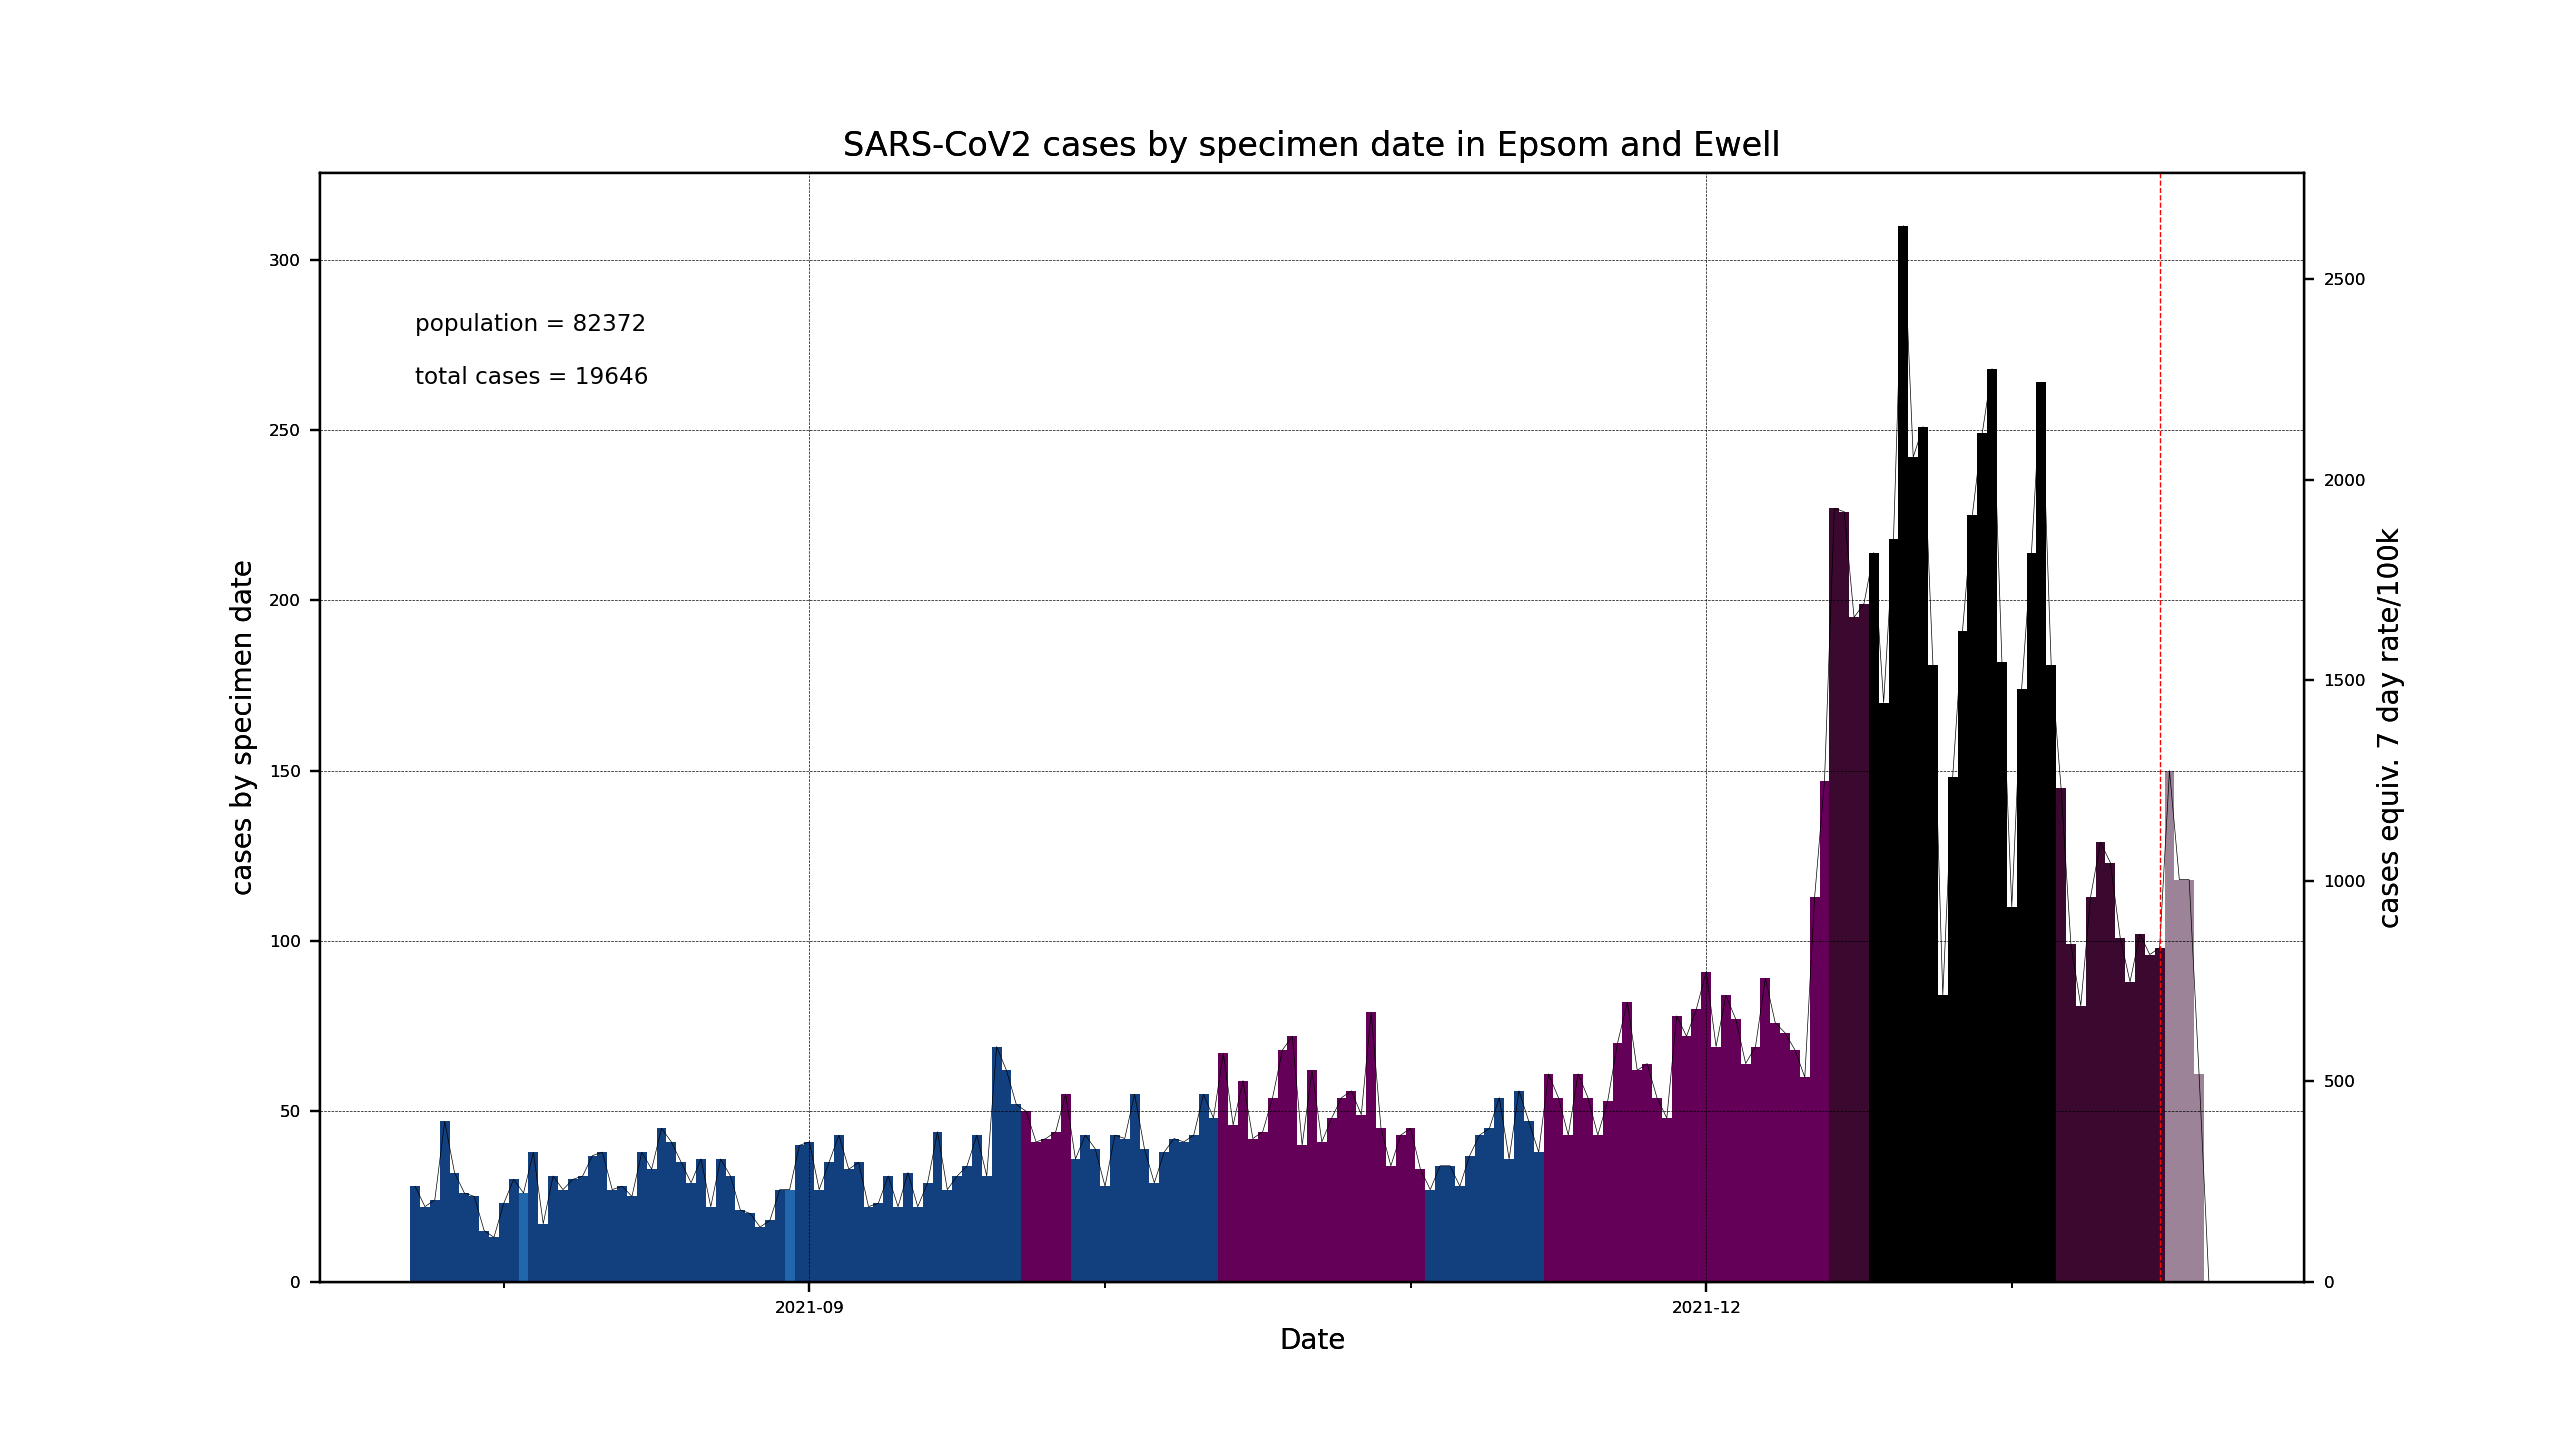 SARS-CoV2 cases by specimen date in Epsom and Ewell
population = 82372
total cases = 19646
cases by specimen date
300
250
200
150
100
50
0
2500
2000
1500
1000
500
0
cases equiv. 7 day rate/100k
2021-09
2021-12
Date